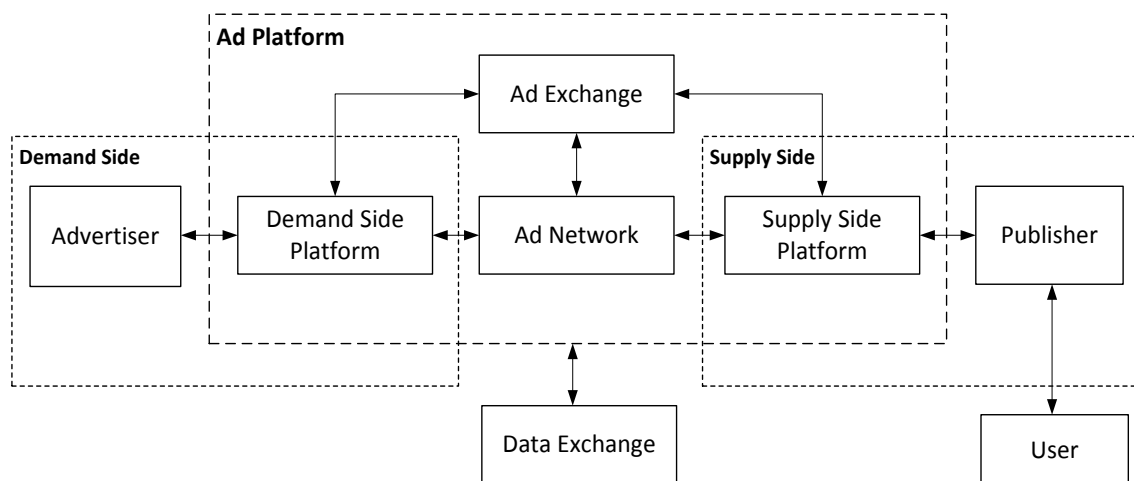 Ad Platform
Ad Exchange
Demand Side
Supply Side
Advertiser
Demand Side
Platform
Ad Network
Supply Side
Platform
Publisher
Data Exchange
User